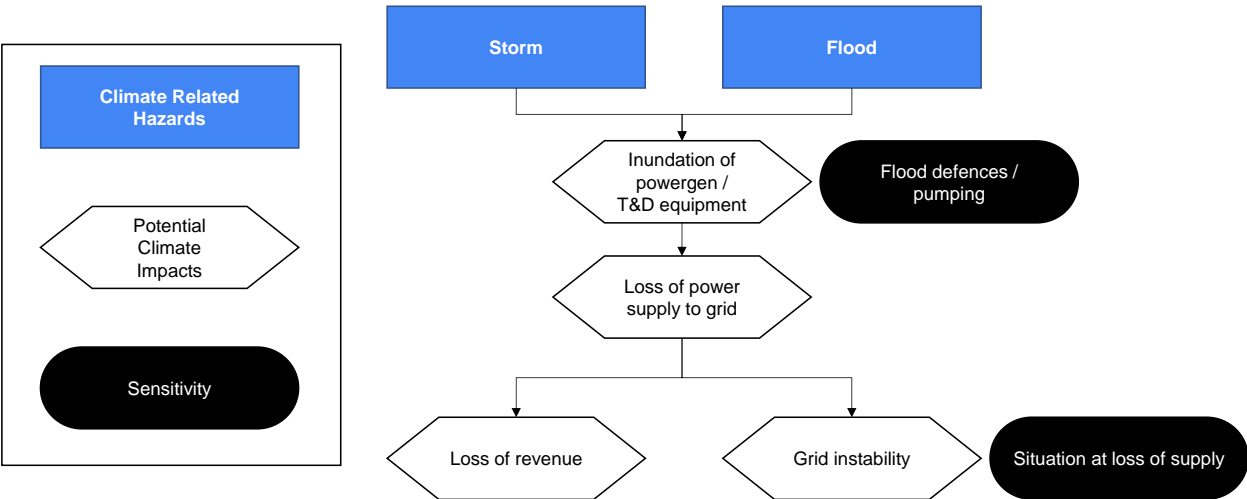 Climate Related
Hazards
Potential
Climate
Impacts
Sensitivity
Storm
Flood
Inundation of
powergen /
T&D equipment
Flood defences /
pumping
Loss of power
supply to grid
Loss of revenue
Grid instability
Situation at loss of supply